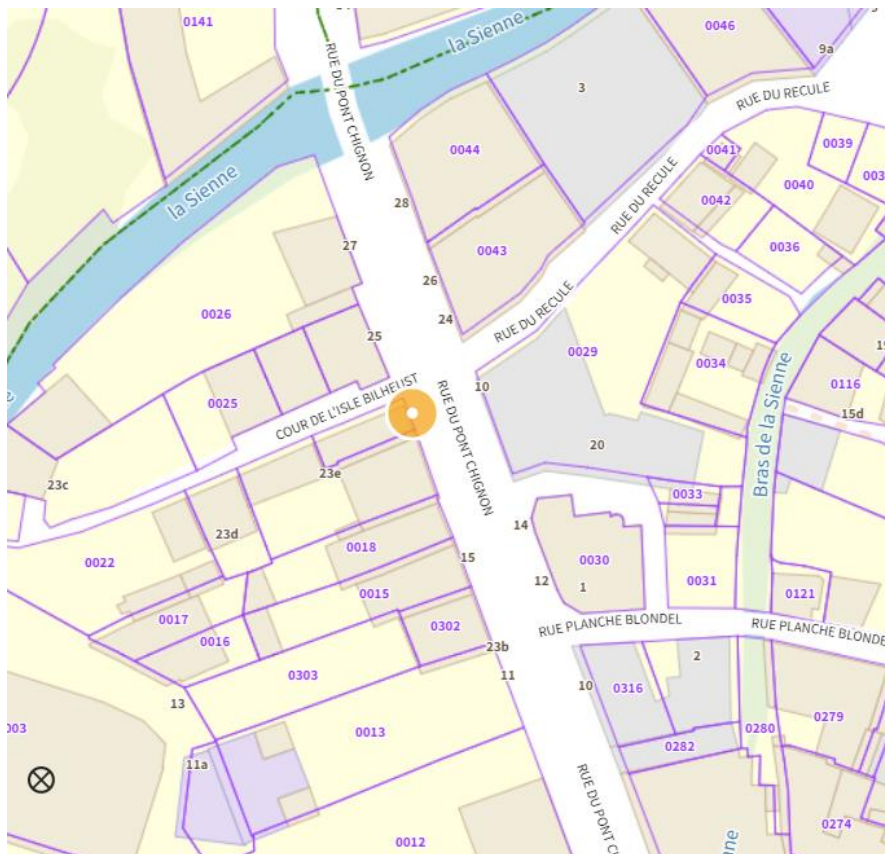 0141
la Sienne
0046
9a
RUE DU PONT CHIGNON
3
RUE DU RECULE
0044
0041
0039
la Sienne
RUE DU RECULE
0042
0040
28
27
0043
0036
26
0026
24
RUE DU RECULE
0035
25
0029
0034
10
0116
0025
COUR DE L'ISLE BILHEUST
RUE DU PONT CHIGNON
15d
20
23e
23c
Bras de la Sienne
0033
14
23d
0018
15
0022
0030
12
1
0031
0121
0015
0017
0016
0302
RUE PLANCHE BLONDEL
RUE PLANCHE BLONDE
23b
2
0303
11
10
0316
13
0013
0282
0280
0279
003
11a
RUE DU PONT CH
0012
0274